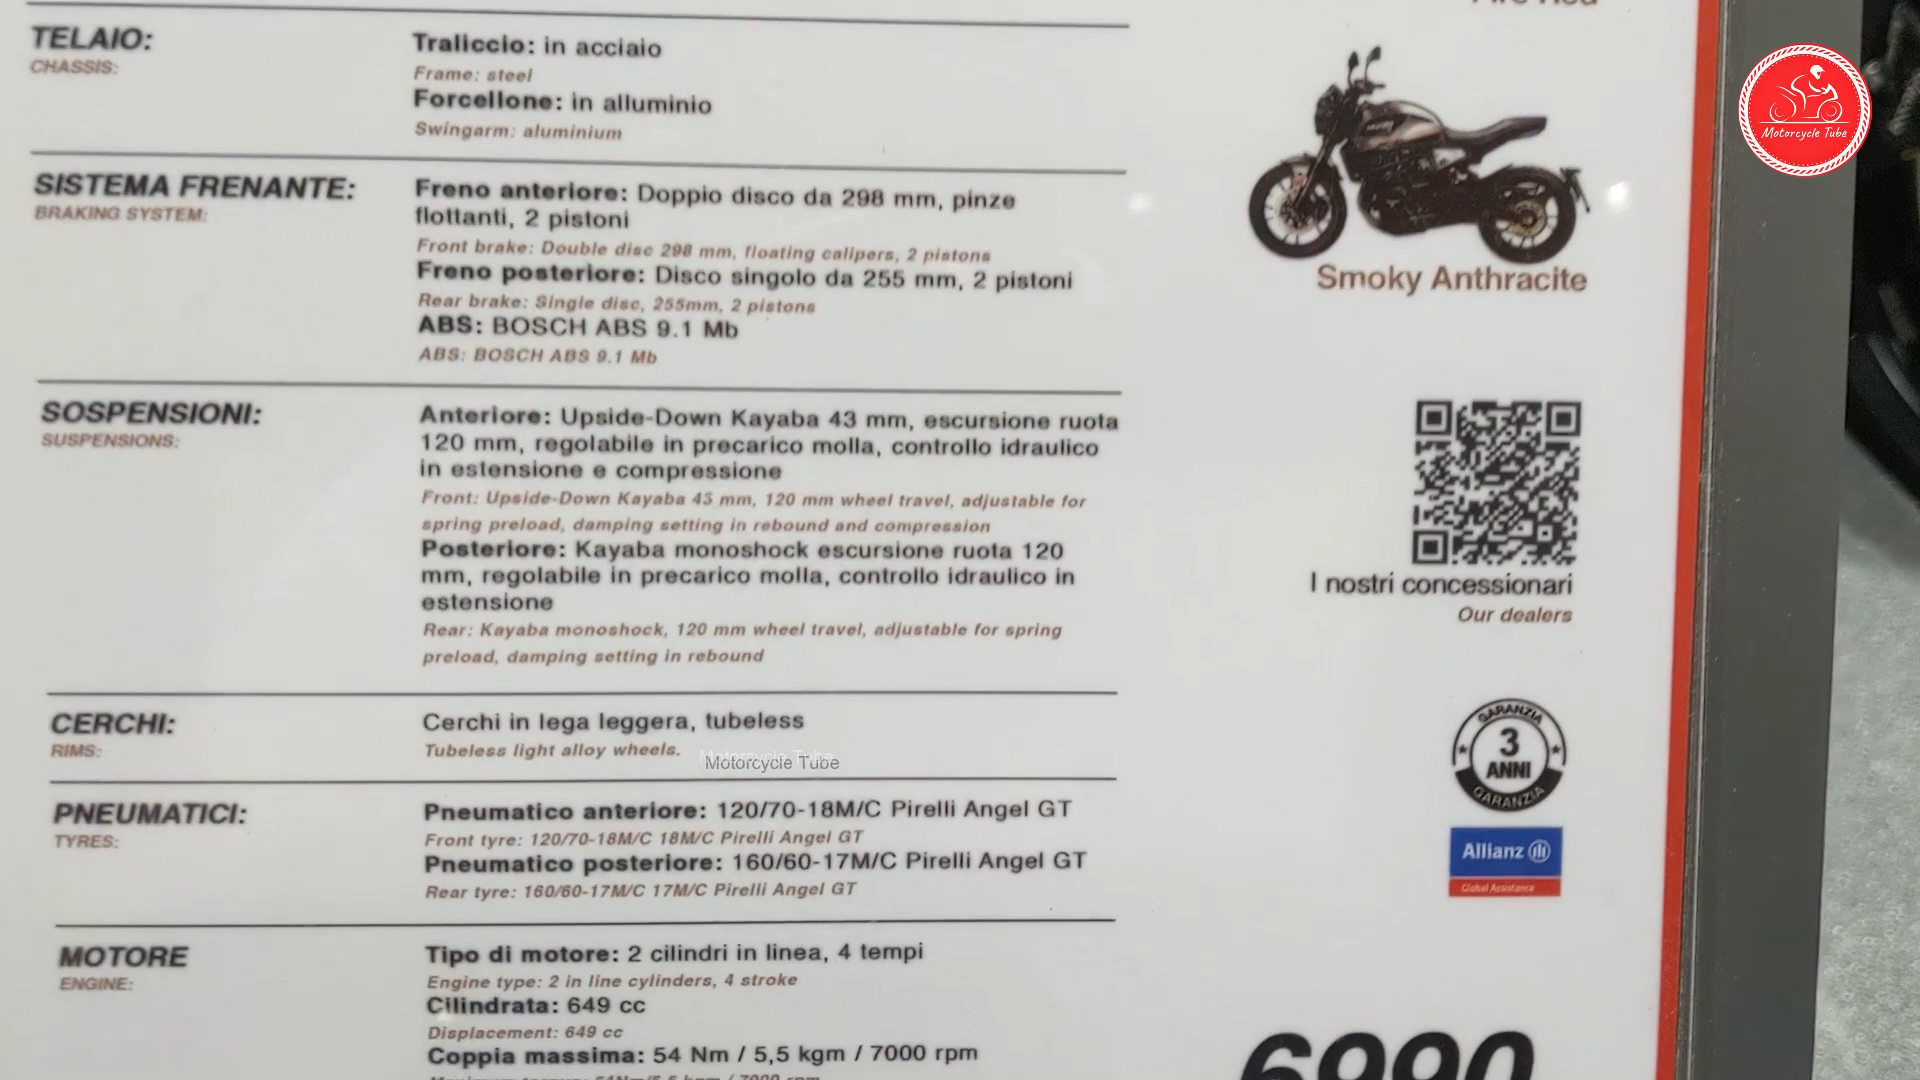 TELAIO:
CHASSIS:
Traliccio: in acciaio
Frame: steel
Forcellone: in alluminio
Swingarm: aluminium
SISTEMA FRENANTE:
BRAKING SYSTEM:
Freno anteriore: Doppio disco da 298 mm, pinze
flottanti, 2 pistoni
Front brake: Double disc 298 mm, floating calipers, 2 pistons
Freno posteriore: Disco singolo da 255 mm, 2 pistoni
Rear brake: Single disc, 255mm, 2 pistons
ABS: BOSCH ABS 9.1 Mb
ABS: BOSCH ABS 9.1 Mb
SOSPENSIONI:
SUSPENSIONS:
Anteriore: Upside-Down Kayaba 43 mm, escursione ruota
120 mm, regolabile in precarico molla, controllo idraulico
in estensione e compressione
Front: Upside-Down Kayaba 43 mm, 120 mm wheel travel, adjustable for
spring preload, damping setting in rebound and compression
Posteriore: Kayaba monoshock escursione ruota 120
mm, regolabile in precarico molla, controllo idraulico in
estensione
Rear: Kayaba monoshock, 120 mm wheel travel, adjustable for spring
preload, damping setting in rebound
CERCHI:
RIMS:
Cerchi in lega leggera, tubeless
Tubeless light alloy wheels.
Motorcycle Tube
PNEUMATICI:
TYRES:
Pneumatico anteriore: 120/70-18M/C Pirelli Angel GT
Front tyre: 120/70-18M/C 18M/C Pirelli Angel GT
Pneumatico posteriore: 160/60-17M/C Pirelli Angel GT
Rear tyre: 160/60-17M/C 17M/C Pirelli Angel GT
MOTORE
ENGINE:
Tipo di motore: 2 cilindri in linea, 4 tempi
Engine type: 2 in line cylinders, 4 stroke
Cilindrata: 649 cc
Displacement: 649 cc
Coppia massima: 54 Nm / 5,5 kgm / 7000 rpm
Smoky Anthracite
I nostri concessionari
Our dealers
GARANZIA
3
ANNI
GARANZIA
Allianz
Global Assistance
6990
Motorcycle Tube